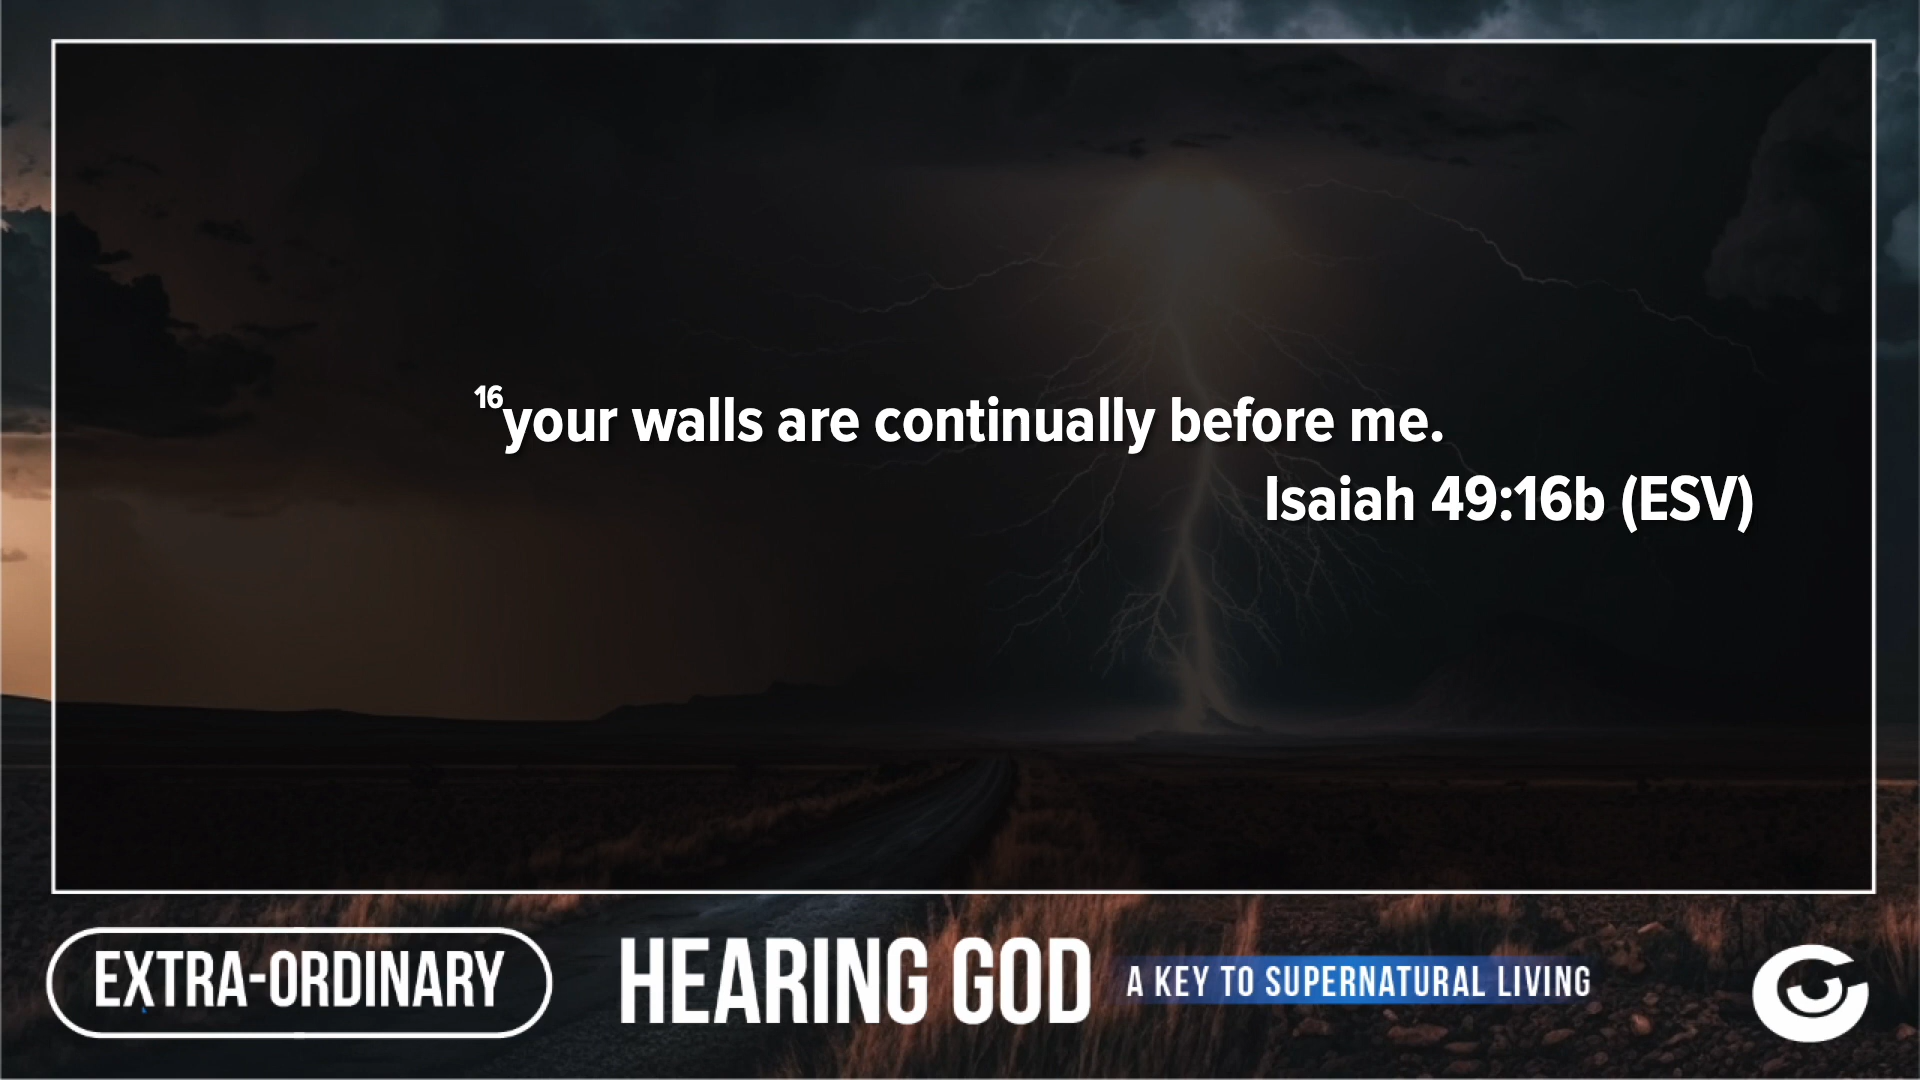 16your walls are continually before me.
Isaiah 49:16b (ESV)
EXTRA-ORDINARY
HEARING GOD
A KEY TO SUPERNATURAL LIVING